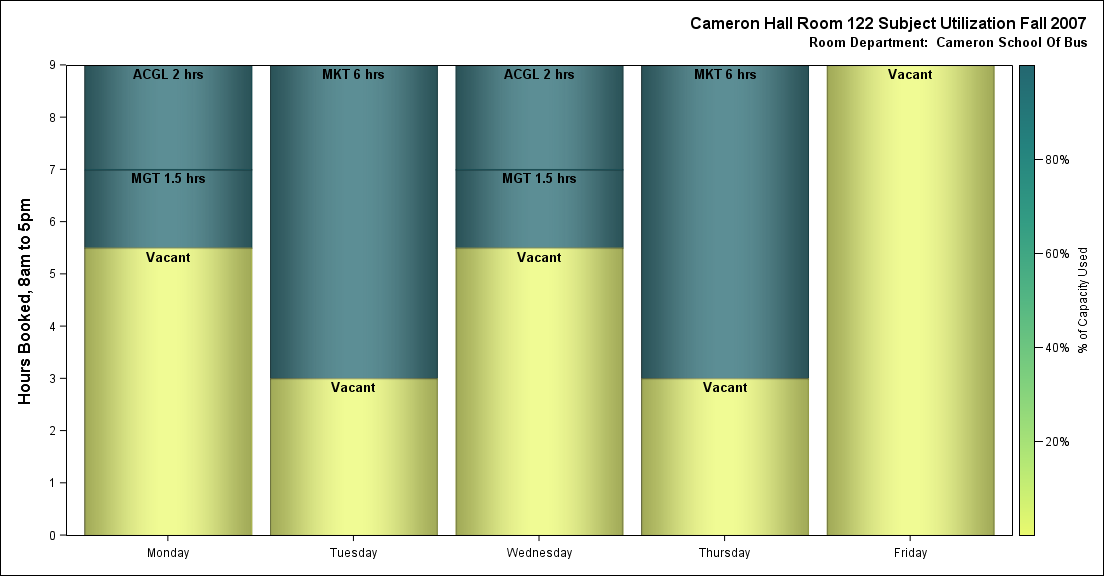 Cameron Hall Room 122 Subject Utilization Fall 2007
Room Department:  Cameron School Of Bus
Hours Booked, 8am to 5pm
9
8
7
6
5
4
3
2
1
0
ACGL 2 hrs
MGT 1.5 hrs
Vacant
MKT 6 hrs
Vacant
ACGL 2 hrs
MGT 1.5 hrs
Vacant
MKT 6 hrs
Vacant
Vacant
Monday
Tuesday
Wednesday
Thursday
Friday
80%
60%
40%
20%
% of Capacity Used